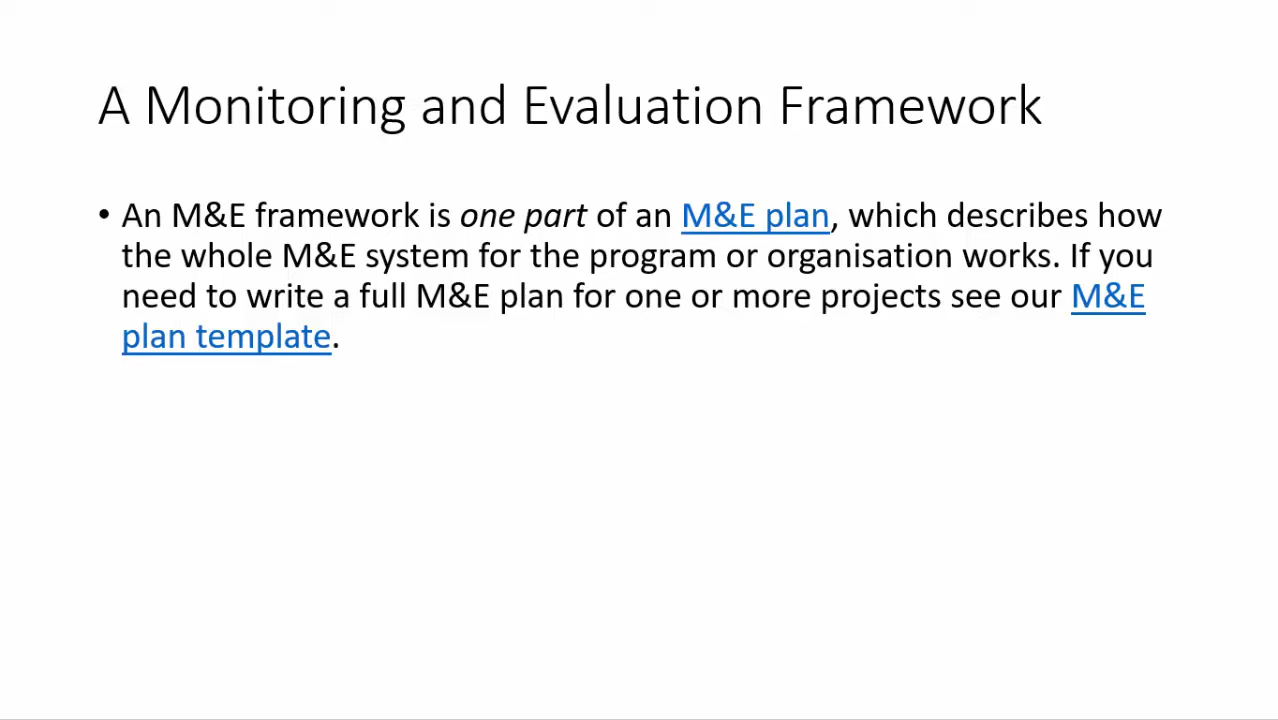 A Monitoring and Evaluation Framework
• An M&E framework is one part of an M&E plan, which describes how
the whole M&E system for the program or organisation works. If you
need to write a full M&E plan for one or more projects see our M&E
plan template.